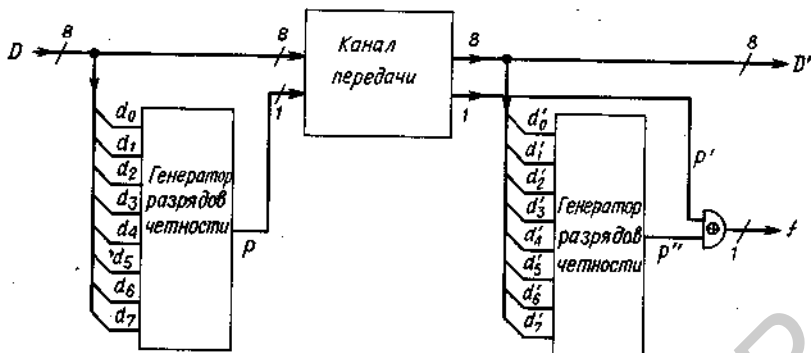 D
8
8
Канал
передачи
8
8
D'
1
1
d₀
d₁
d₂
d₃
d₄
d₅
d₆
d₇
Генератор
разрядов
четности
p
d'₀
d'₁
d'₂
d'₃
d'₄
d'₅
d'₆
d'₇
Генератор
разрядов
четности
p'
p"
⊕
1
f